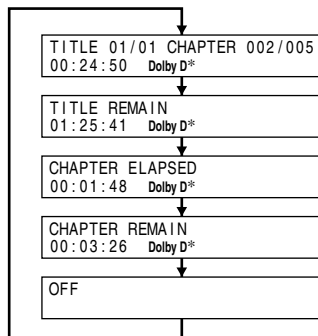 TITLE 01/01 CHAPTER 002/005
00:24:50 Dolby D*
TITLE REMAIN
01:25:41 Dolby D*
CHAPTER ELAPSED
00:01:48 Dolby D*
CHAPTER REMAIN
00:03:26 Dolby D*
OFF